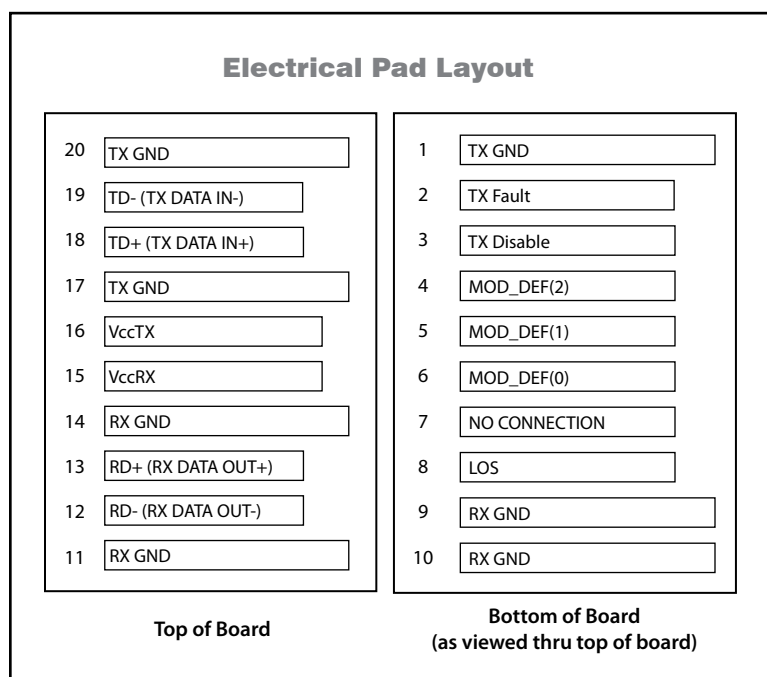 Electrical Pad Layout
20 TX GND
19 TD- (TX DATA IN-)
18 TD+ (TX DATA IN+)
17 TX GND
16 VccTX
15 VccRX
14 RX GND
13 RD+ (RX DATA OUT+)
12 RD- (RX DATA OUT-)
11 RX GND
Top of Board
1 TX GND
2 TX Fault
3 TX Disable
4 MOD_DEF(2)
5 MOD_DEF(1)
6 MOD_DEF(0)
7 NO CONNECTION
8 LOS
9 RX GND
10 RX GND
Bottom of Board
(as viewed thru top of board)